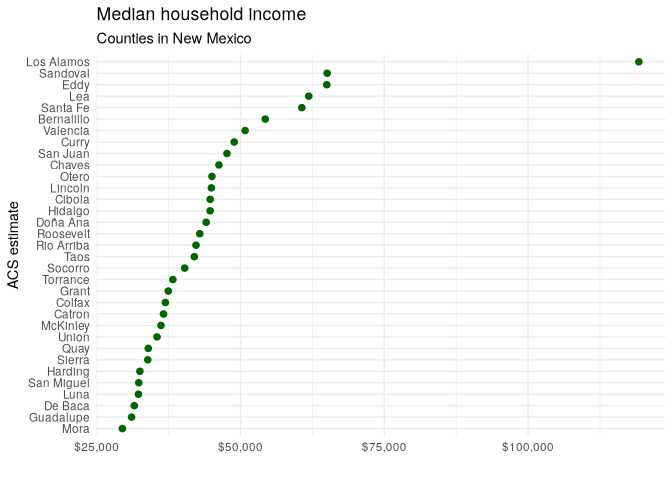 Median household income
Counties in New Mexico
ACS estimate
Los Alamos
Sandoval
Eddy
Lea
Santa Fe
Bernalillo
Valencia
Curry
San Juan
Chaves
Otero
Lincoln
Cibola
Hidalgo
Doña Ana
Roosevelt
Rio Arriba
Taos
Socorro
Torrance
Grant
Colfax
Catron
McKinley
Union
Quay
Sierra
Harding
San Miguel
Luna
De Baca
Guadalupe
Mora
$25,000 $50,000 $75,000 $100,000